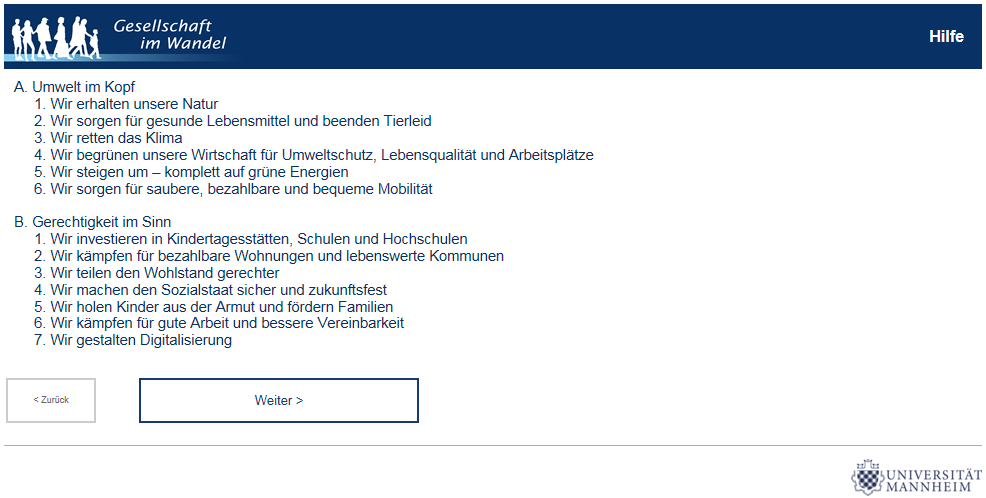 Gesellschaft
im Wandel
Hilfe
A. Umwelt im Kopf
1. Wir erhalten unsere Natur
2. Wir sorgen für gesunde Lebensmittel und beenden Tierleid
3. Wir retten das Klima
4. Wir begrünen unsere Wirtschaft für Umweltschutz, Lebensqualität und Arbeitsplätze
5. Wir steigen um – komplett auf grüne Energien
6. Wir sorgen für saubere, bezahlbare und bequeme Mobilität
B. Gerechtigkeit im Sinn
1. Wir investieren in Kindertagesstätten, Schulen und Hochschulen
2. Wir kämpfen für bezahlbare Wohnungen und lebenswerte Kommunen
3. Wir teilen den Wohlstand gerechter
4. Wir machen den Sozialstaat sicher und zukunftsfest
5. Wir holen Kinder aus der Armut und fördern Familien
6. Wir kämpfen für gute Arbeit und bessere Vereinbarkeit
7. Wir gestalten Digitalisierung
< Zurück
Weiter >
UNIVERSITÄT
MANNHEIM